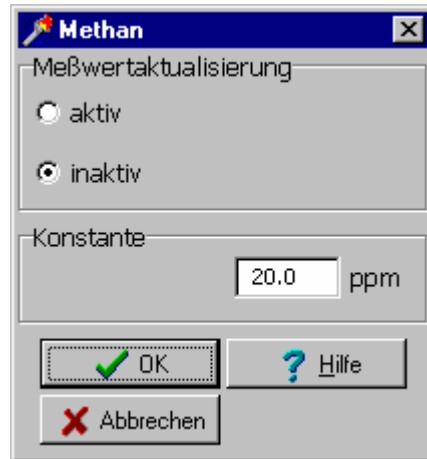 Methan
Meßwertaktualisierung
aktiv
inaktiv
Konstante
20.0 ppm
OK Hilfe
Abbrechen